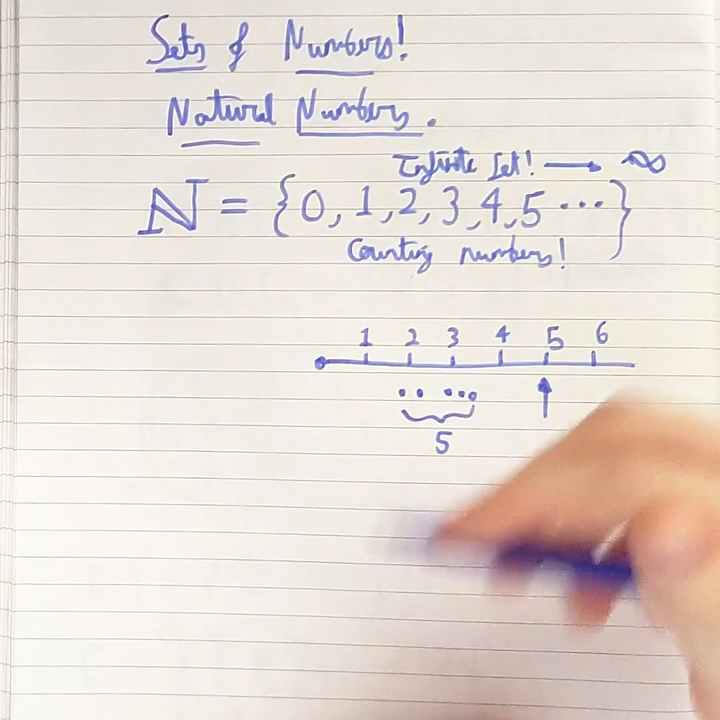 Sets of Numbers!
Natural Numbers.
Infinite Set! → ∞
ℕ = {0, 1, 2, 3, 4, 5 ...}
Counting numbers!
1 2 3 4 5 6
5